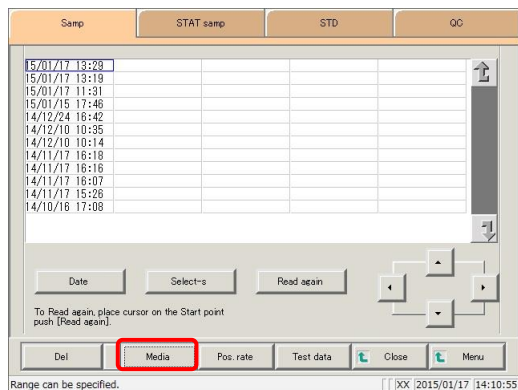 Samp STAT samp STD QC
15/01/17 13:29
15/01/17 13:19
15/01/17 11:31
15/01/15 17:46
14/12/24 16:42
14/12/10 10:35
14/12/10 10:14
14/11/17 16:18
14/11/17 16:16
14/11/17 16:07
14/11/17 15:26
14/10/16 17:08
Date Select-s Read again
To Read again, place cursor on the Start point
push [Read again].
Del Media Pos. rate Test data Close Menu
Range can be specified. XX 2015/01/17 14:10:55